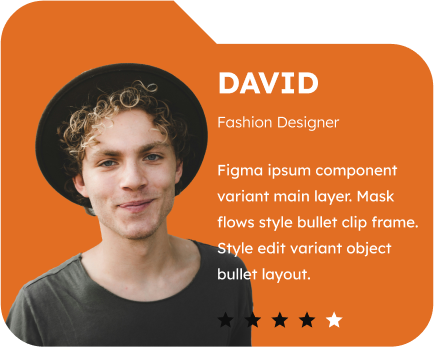 DAVID
Fashion Designer
Figma ipsum component
variant main layer. Mask
flows style bullet clip frame.
Style edit variant object
bullet layout.